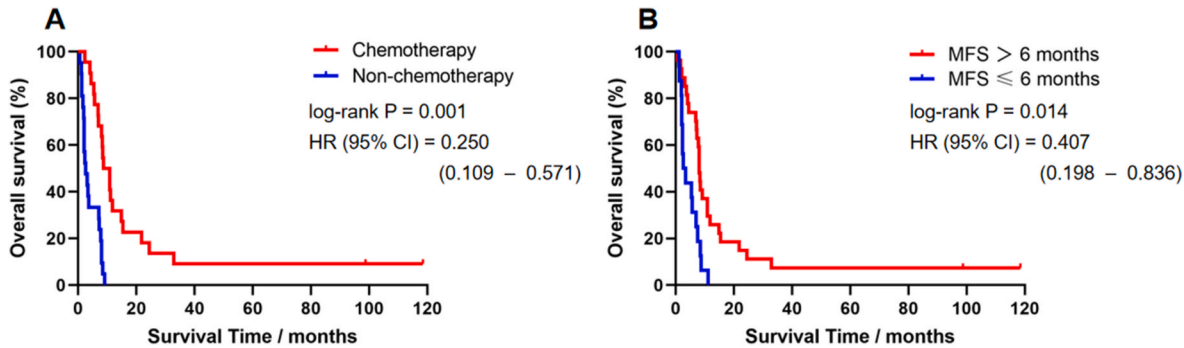 A
Chemotherapy
Non-chemotherapy
log-rank P = 0.001
HR (95% CI) = 0.250
(0.109 – 0.571)
Overall survival (%)
100
80
60
40
20
0
0 20 40 60 80 100 120
Survival Time / months
B
MFS > 6 months
MFS ⩽ 6 months
log-rank P = 0.014
HR (95% CI) = 0.407
(0.198 – 0.836)
Overall survival (%)
100
80
60
40
20
0
0 20 40 60 80 100 120
Survival Time / months